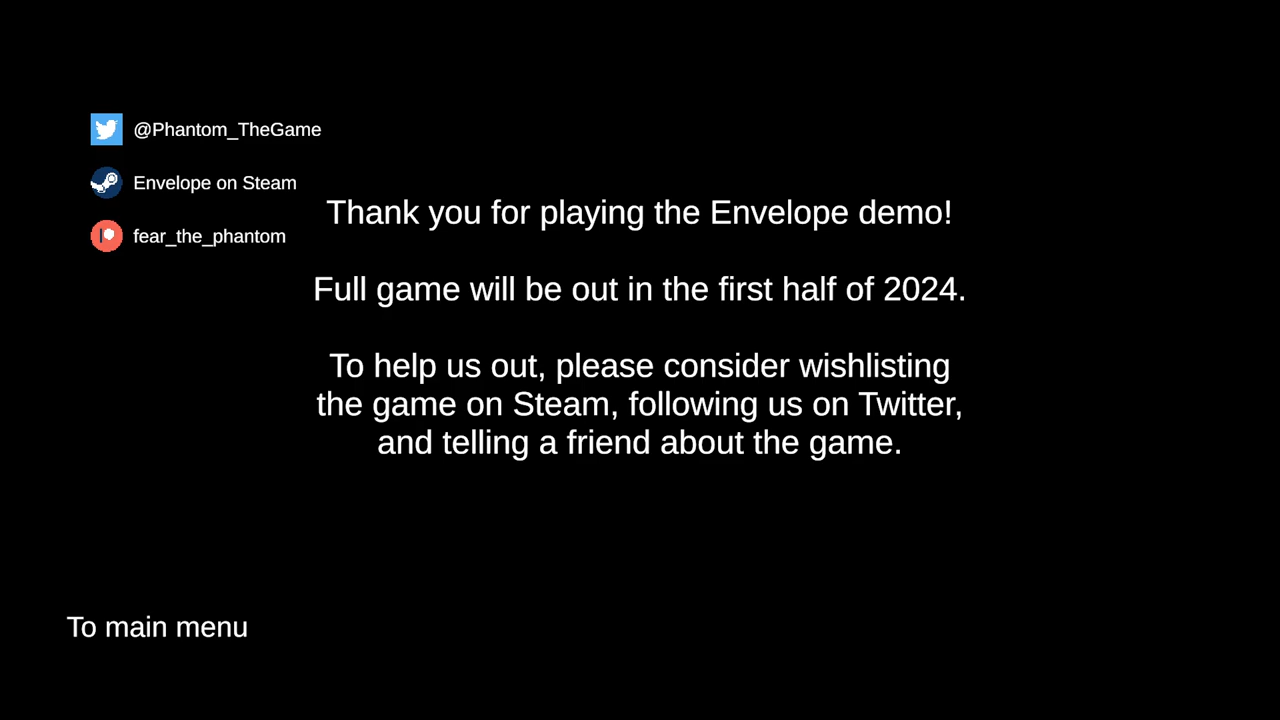 @Phantom_TheGame
Envelope on Steam
fear_the_phantom
Thank you for playing the Envelope demo!
Full game will be out in the first half of 2024.
To help us out, please consider wishlisting
the game on Steam, following us on Twitter,
and telling a friend about the game.
To main menu